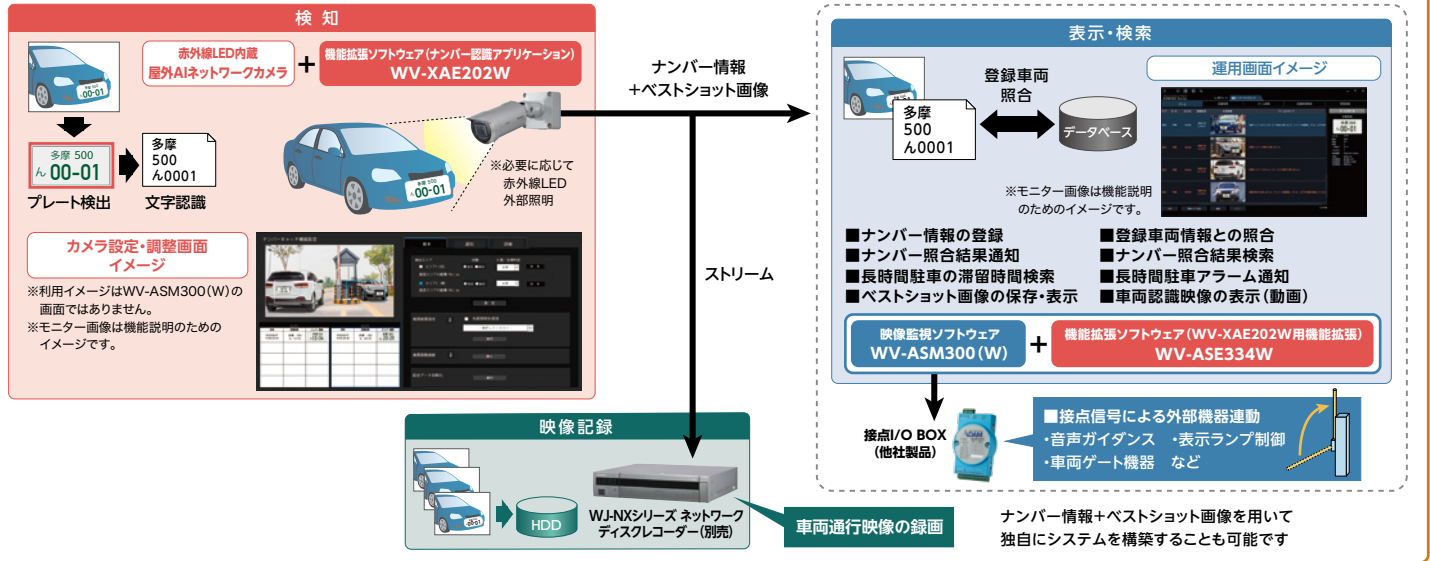 検知
赤外線LED内蔵
屋外AIネットワークカメラ
+
機能拡張ソフトウェア(ナンバー認識アプリケーション)
WV-XAE202W
多摩 500
ん 00-01
プレート検出
多摩
500
ん0001
文字認識
多摩 500
ん 00-01
※必要に応じて
赤外線LED
外部照明
カメラ設定・調整画面
イメージ
※利用イメージはWV-ASM300(W)の
画面ではありません。
※モニター画像は機能説明のための
イメージです。
ナンバー情報
+ベストショット画像
ストリーム
映像記録
HDD
WJ-NXシリーズ ネットワーク
ディスクレコーダー(別売)
車両通行映像の録画
表示・検索
多摩
500
ん0001
登録車両
照合
データベース
運用画面イメージ
※モニター画像は機能説明
のためのイメージです。
■ナンバー情報の登録
■ナンバー照合結果通知
■長時間駐車の滞留時間検索
■ベストショット画像の保存・表示
■登録車両情報との照合
■ナンバー照合結果検索
■長時間駐車アラーム通知
■車両認識映像の表示(動画)
映像監視ソフトウェア
WV-ASM300(W)
+
機能拡張ソフトウェア(WV-XAE202W用機能拡張)
WV-ASE334W
接点I/O BOX
(他社製品)
ADAM
■接点信号による外部機器連動
・音声ガイダンス ・表示ランプ制御
・車両ゲート機器 など
ナンバー情報+ベストショット画像を用いて
独自にシステムを構築することも可能です